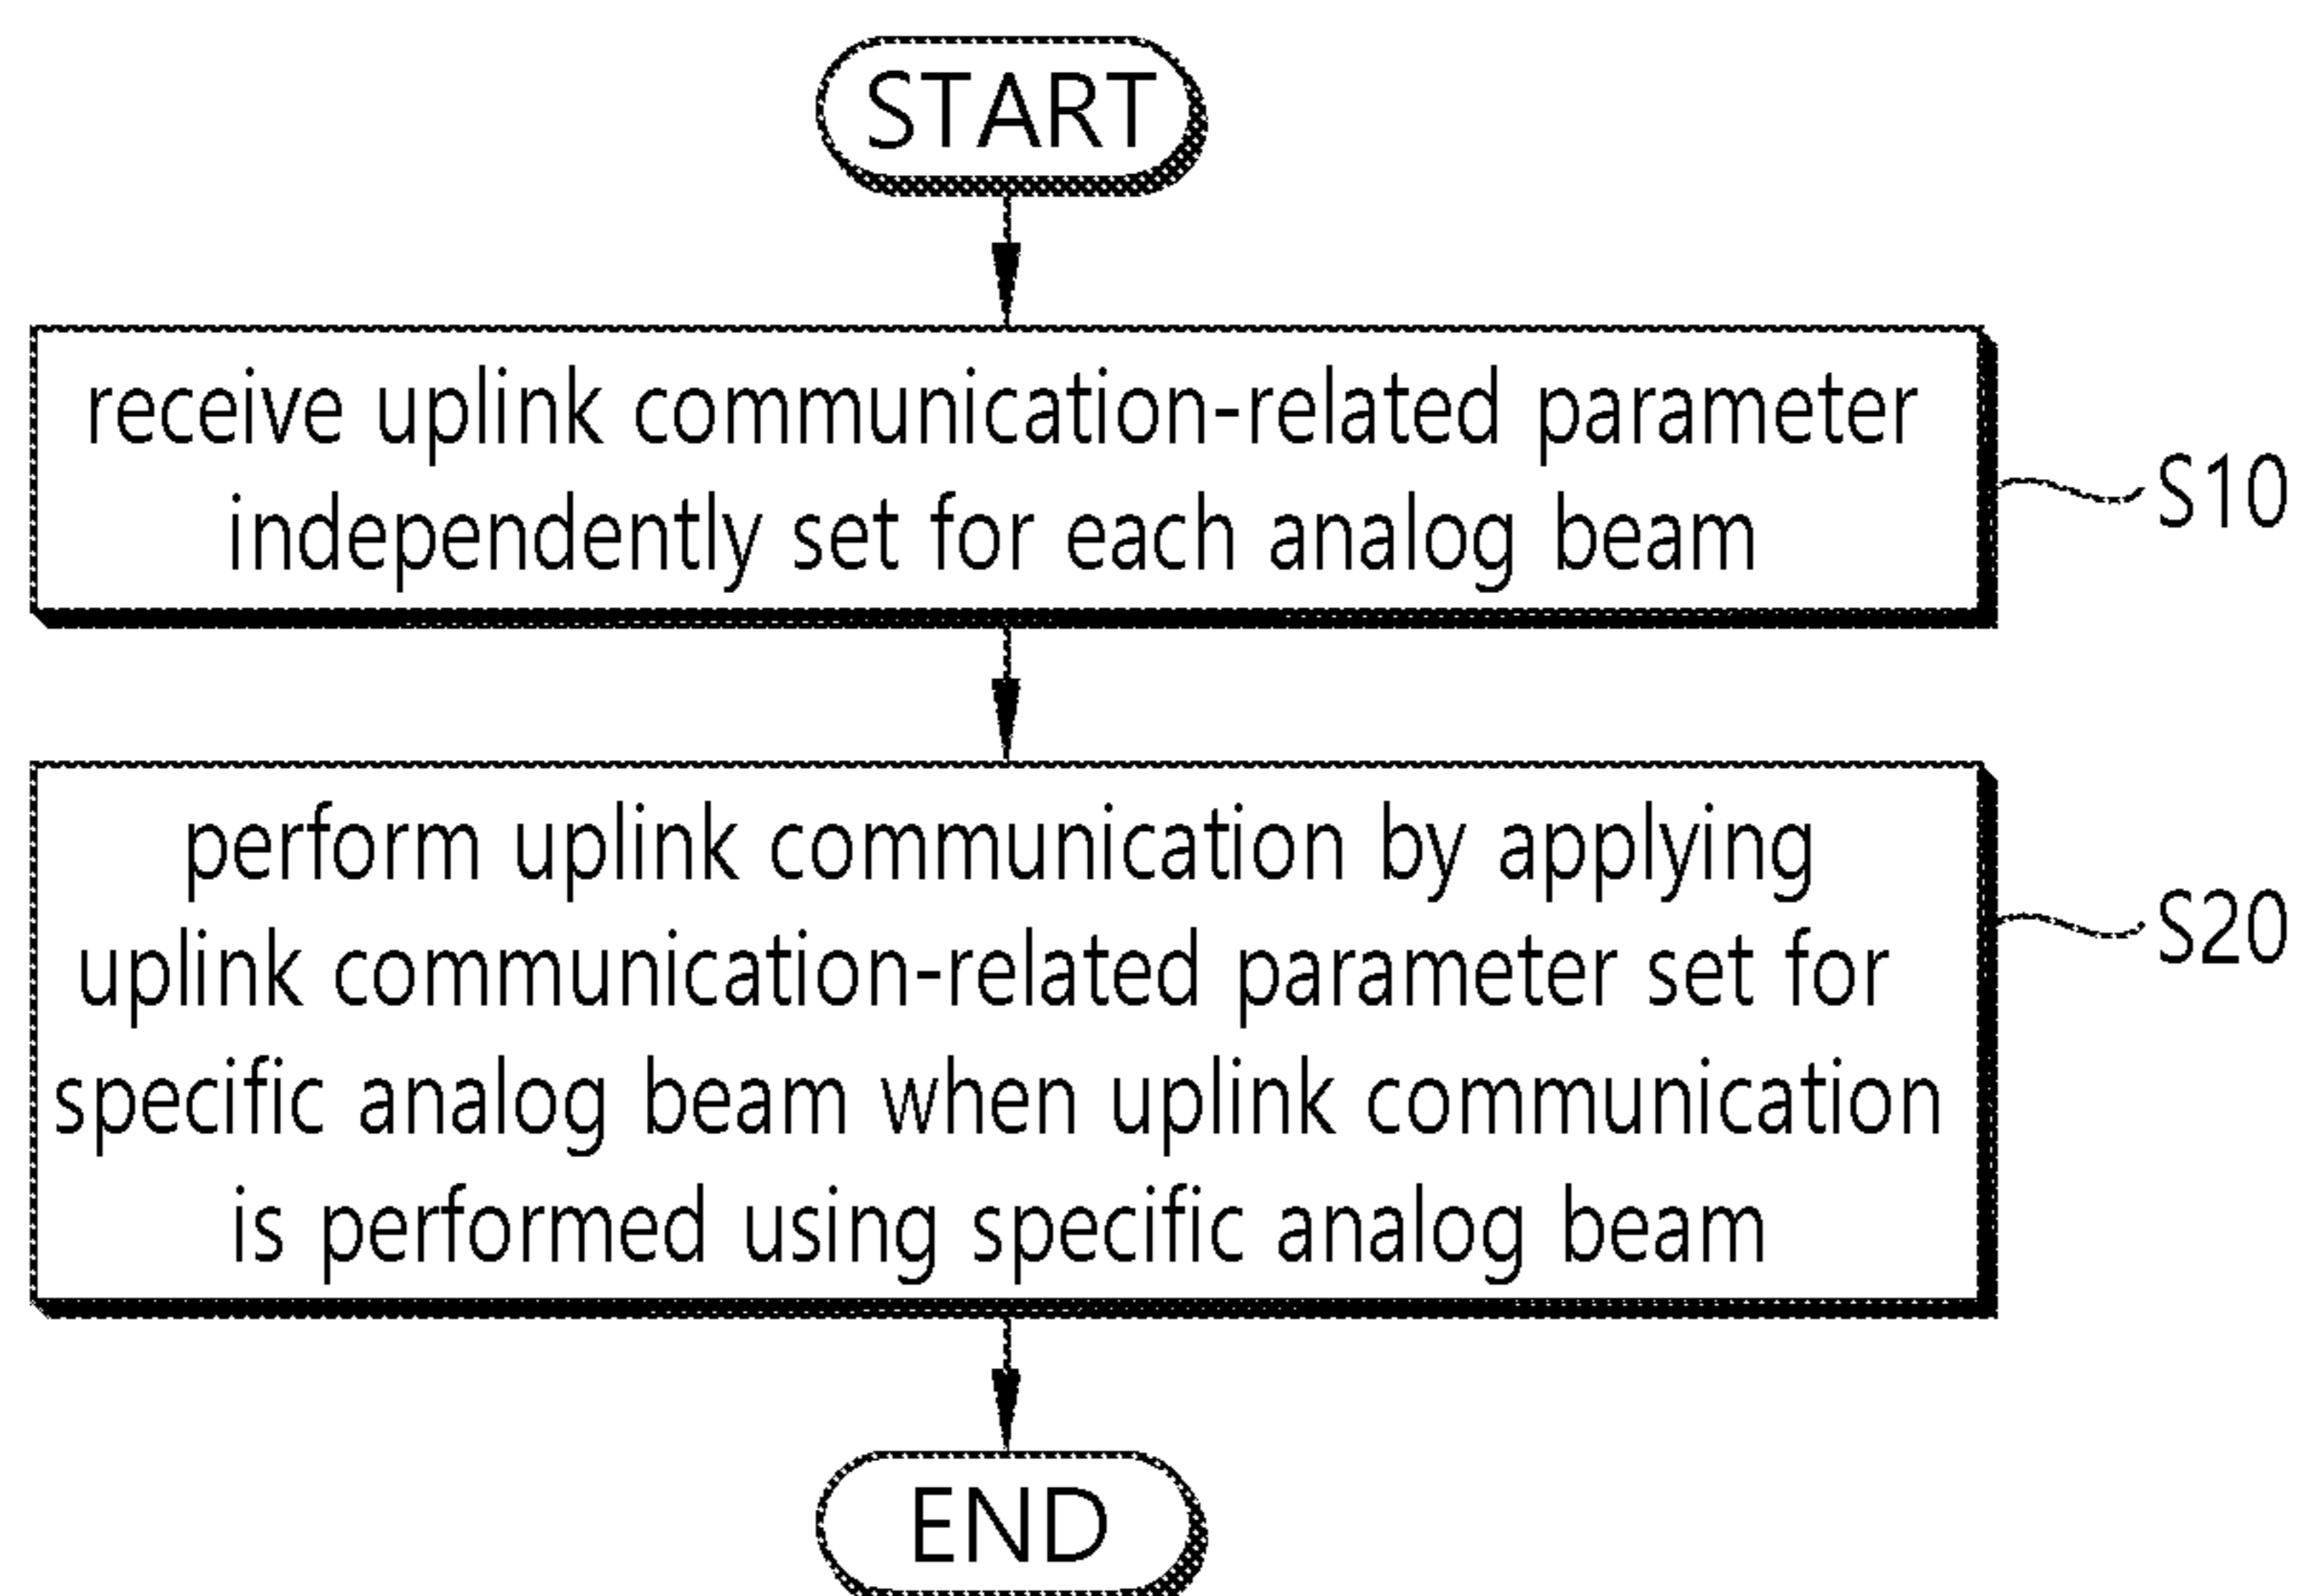 START
receive uplink communication-related parameter
independently set for each analog beam
S10
perform uplink communication by applying
uplink communication-related parameter set for
specific analog beam when uplink communication
is performed using specific analog beam
S20
END